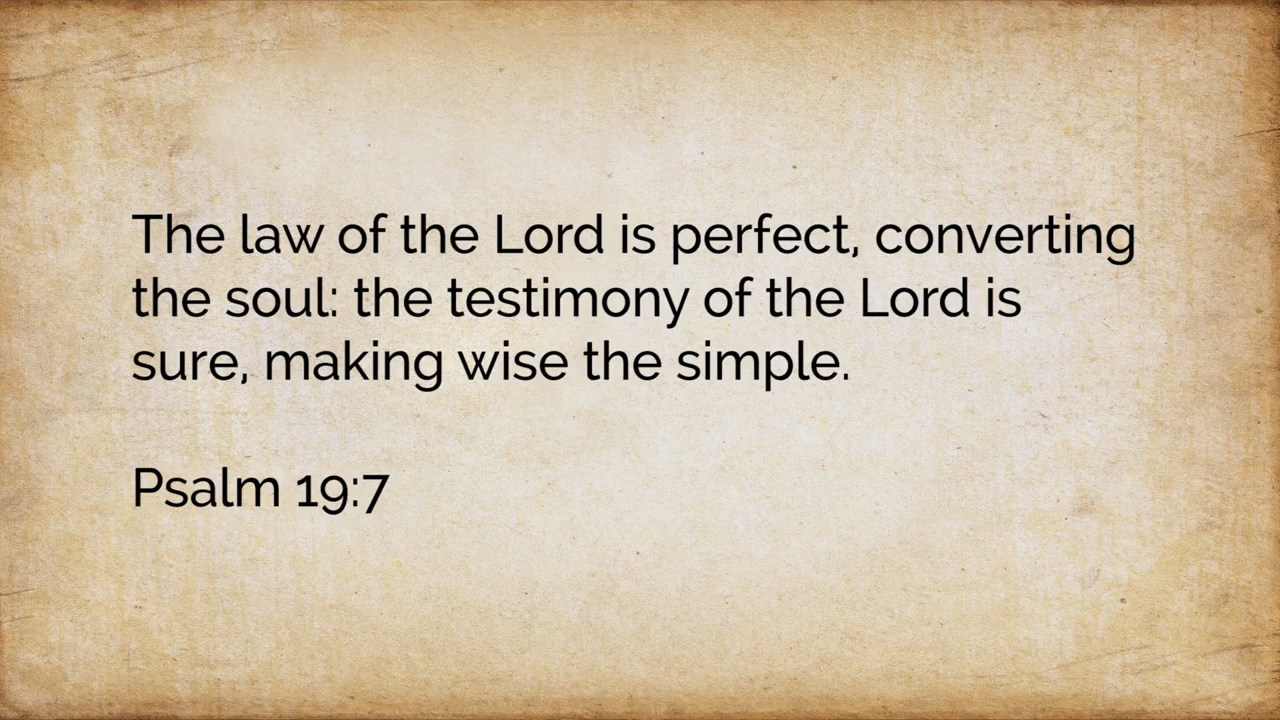 The law of the Lord is perfect, converting
the soul: the testimony of the Lord is
sure, making wise the simple.
Psalm 19:7